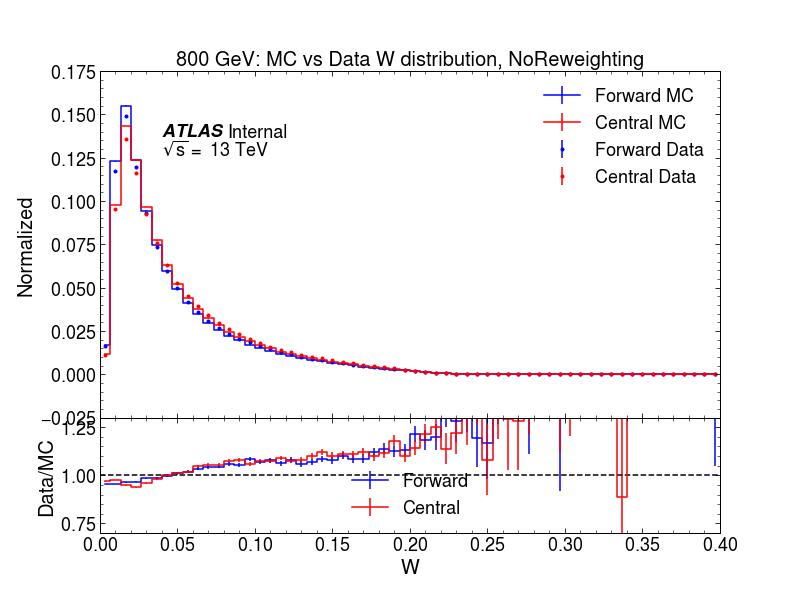 800 GeV: MC vs Data W distribution, NoReweighting
0.175
0.150
0.125
0.100
0.075
0.050
0.025
0.000
−0.025
Normalized
ATLAS Internal
√s = 13 TeV
Forward MC
Central MC
Forward Data
Central Data
1.25
1.00
0.75
Data/MC
Forward
Central
0.00 0.05 0.10 0.15 0.20 0.25 0.30 0.35 0.40
W